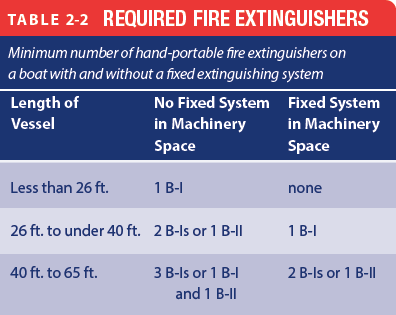 TABLE 2-2 REQUIRED FIRE EXTINGUISHERS
Minimum number of hand-portable fire extinguishers on
a boat with and without a fixed extinguishing system
Length of No Fixed System Fixed System
Vessel in Machinery in Machinery
Space Space
Less than 26 ft. 1 B-I none
26 ft. to under 40 ft. 2 B-Is or 1 B-II 1 B-I
40 ft. to 65 ft. 3 B-Is or 1 B-I 2 B-Is or 1 B-II
and 1 B-II